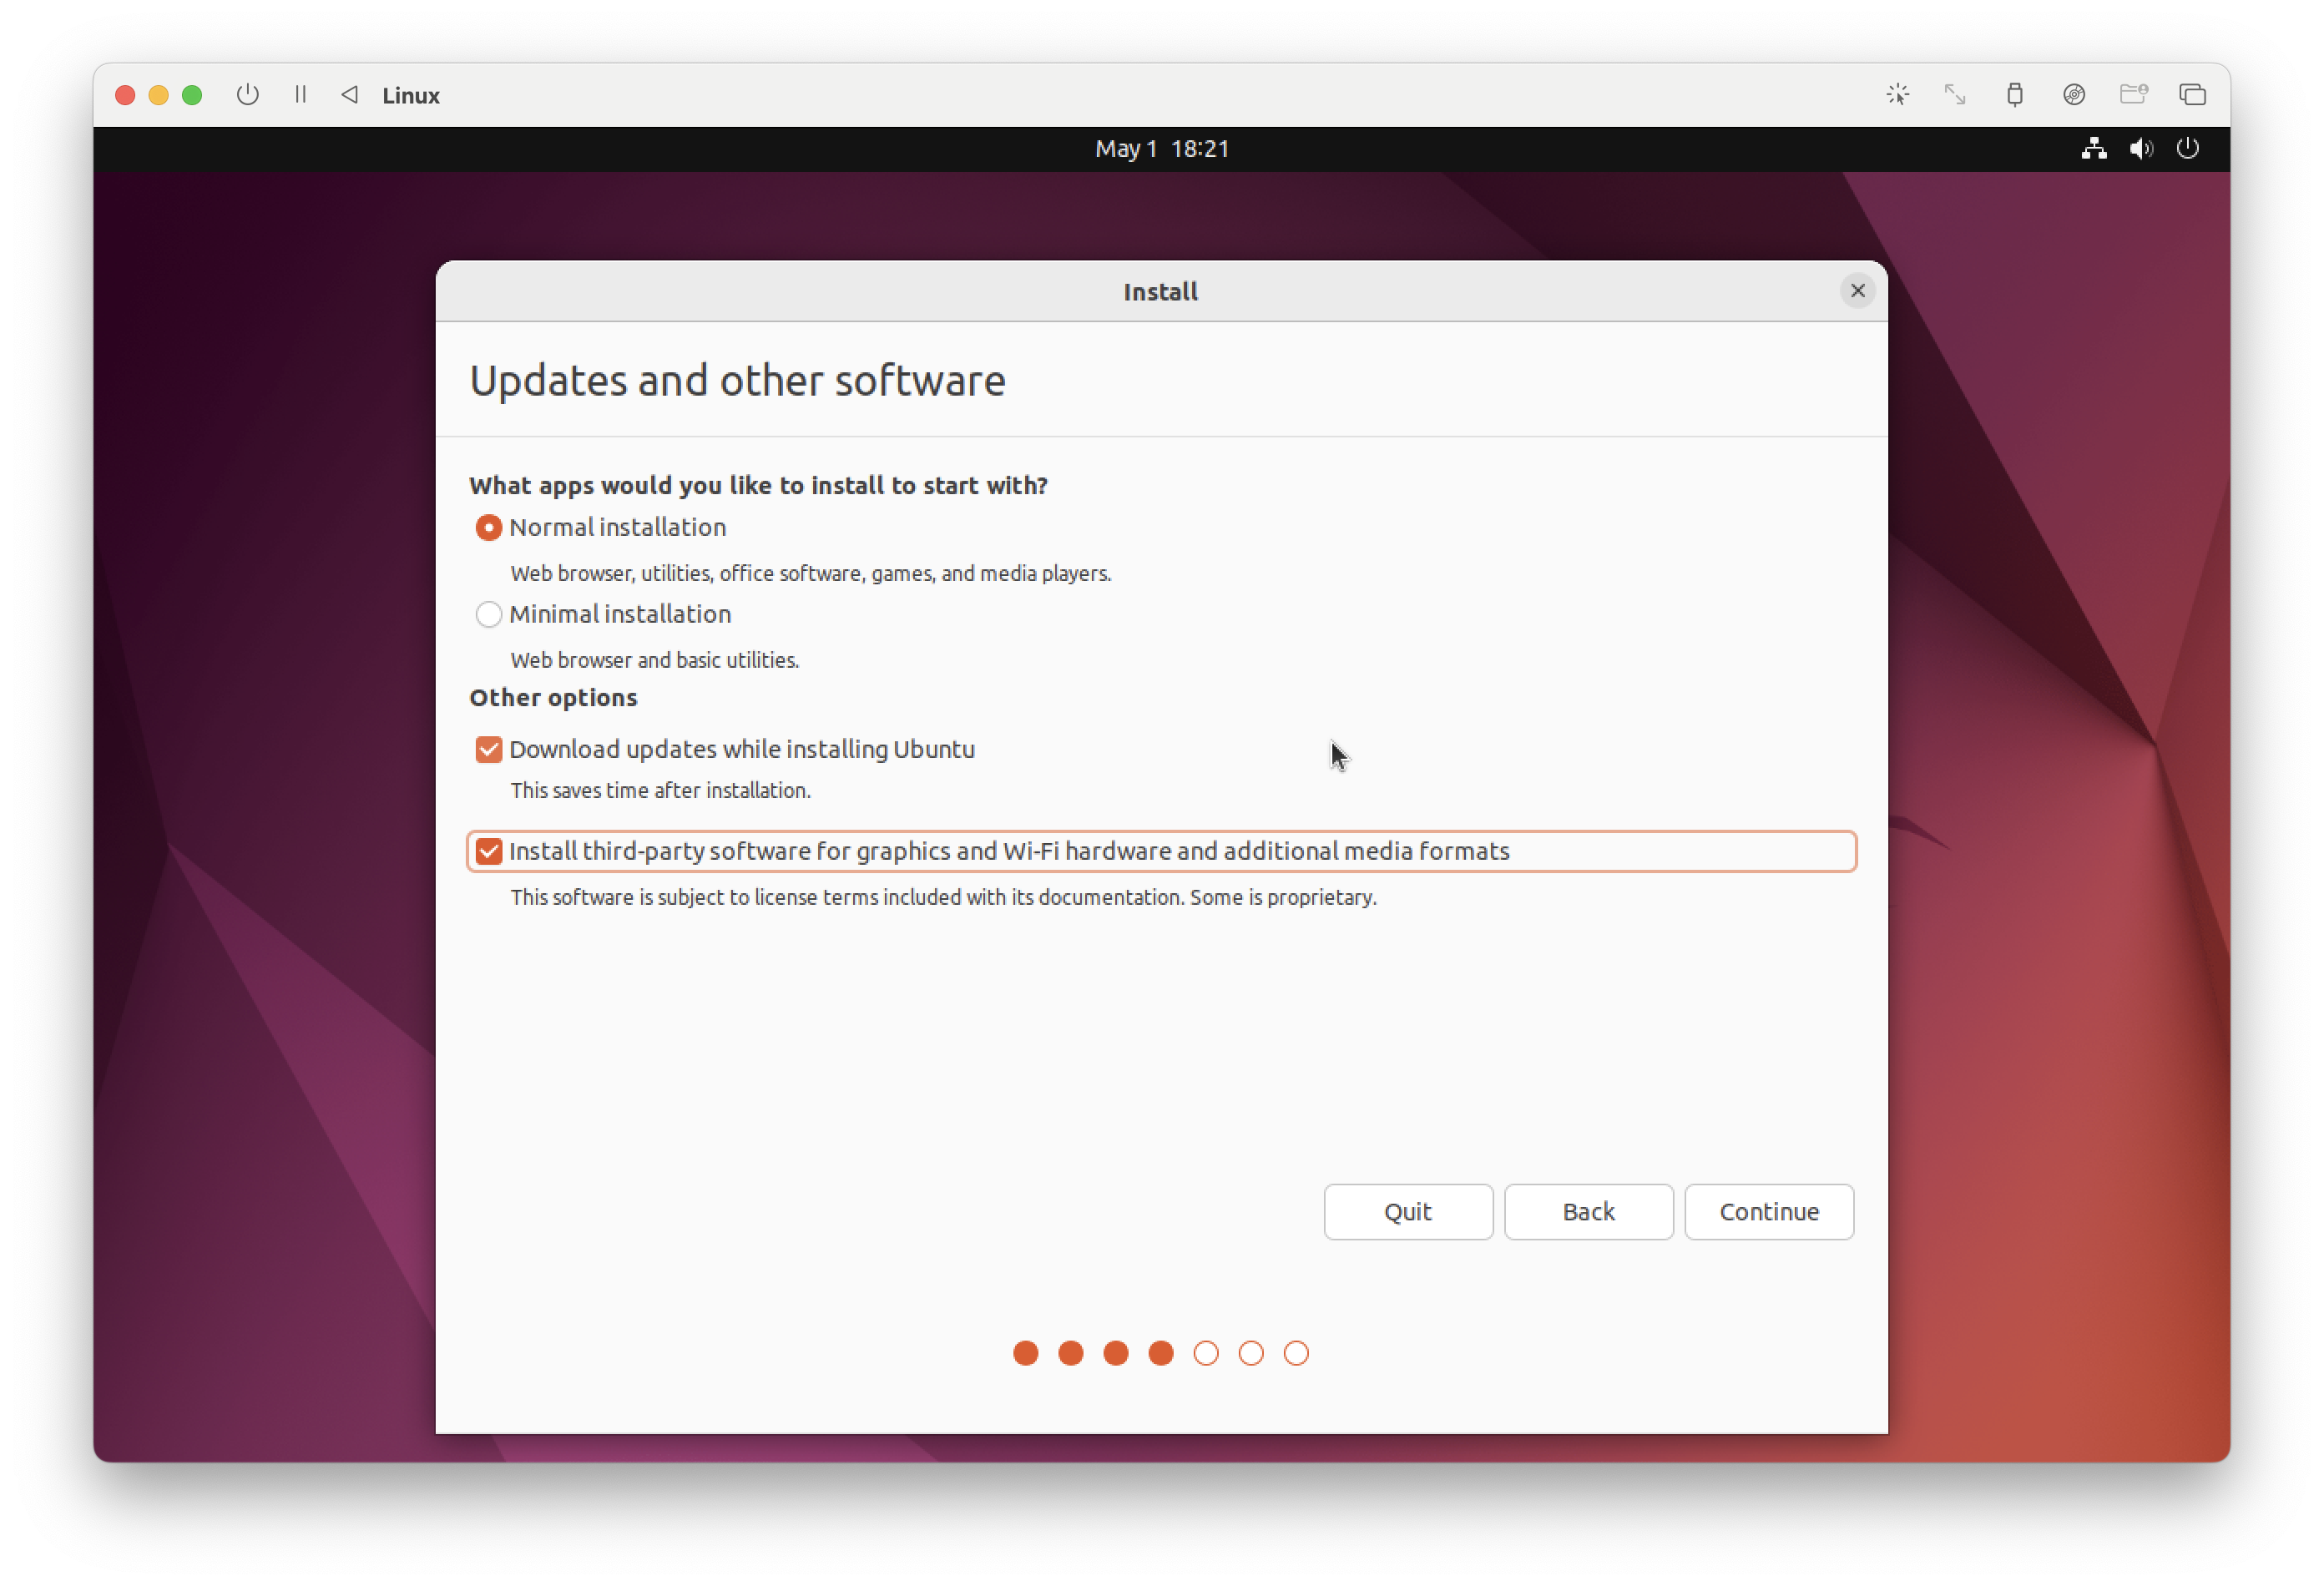 Linux
May 1 18:21
Install
Updates and other software
What apps would you like to install to start with?
Normal installation
Web browser, utilities, office software, games, and media players.
Minimal installation
Web browser and basic utilities.
Other options
Download updates while installing Ubuntu
This saves time after installation.
Install third-party software for graphics and Wi-Fi hardware and additional media formats
This software is subject to license terms included with its documentation. Some is proprietary.
Quit Back Continue